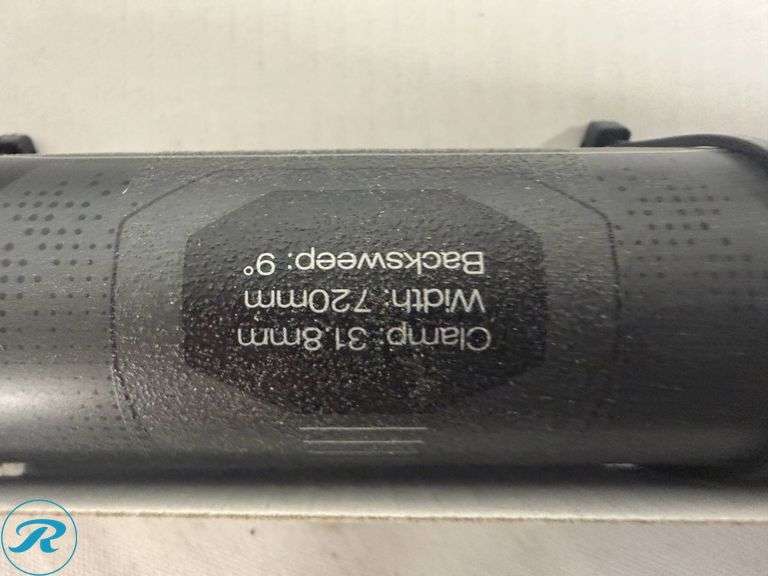 Clamp: 31.8mm
Width: 720mm
Backsweep: 9°
R